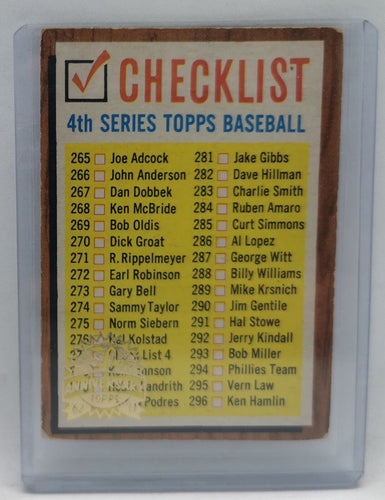 CHECKLIST
4th SERIES TOPPS BASEBALL
265 Joe Adcock
266 John Anderson
267 Dan Dobbek
268 Ken McBride
269 Bob Oldis
270 Dick Groat
271 R. Rippelmeyer
272 Earl Robinson
273 Gary Bell
274 Sammy Taylor
275 Norm Siebern
Kolstad
List 4
Landrith
Podres
281 Jake Gibbs
282 Dave Hillman
283 Charlie Smith
284 Ruben Amaro
285 Curt Simmons
286 Al Lopez
287 George Witt
288 Billy Williams
289 Mike Krsnich
290 Jim Gentile
291 Hal Stowe
292 Jerry Kindall
293 Bob Miller
294 Phillies Team
295 Vern Law
296 Ken Hamlin
ANNIVERSARY
TOPPS